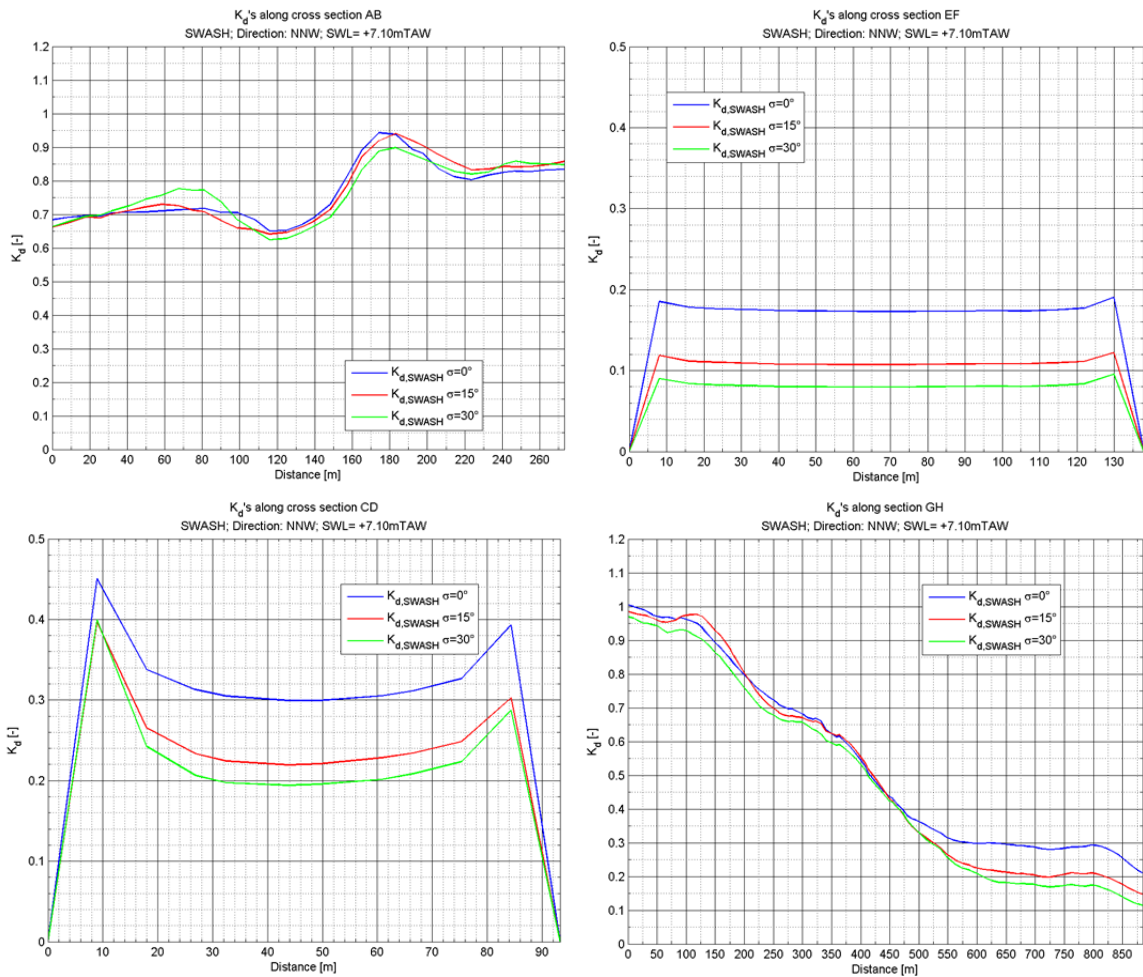 K_d's along cross section AB
SWASH; Direction: NNW; SWL= +7.10mTAW
1.2
1.1
1
0.9
0.8
0.7
0.6
0.5
0.4
0.3
0.2
0.1
0
K_d [-]
K_d,SWASH σ=0°
K_d,SWASH σ=15°
K_d,SWASH σ=30°
0 20 40 60 80 100 120 140 160 180 200 220 240 260
Distance [m]
K_d's along cross section EF
SWASH; Direction: NNW; SWL= +7.10mTAW
0.5
0.4
0.3
0.2
0.1
0
K_d [-]
K_d,SWASH σ=0°
K_d,SWASH σ=15°
K_d,SWASH σ=30°
0 10 20 30 40 50 60 70 80 90 100 110 120 130
Distance [m]
K_d's along cross section CD
SWASH; Direction: NNW; SWL= +7.10mTAW
0.5
0.4
0.3
0.2
0.1
0
K_d [-]
K_d,SWASH σ=0°
K_d,SWASH σ=15°
K_d,SWASH σ=30°
0 10 20 30 40 50 60 70 80 90
Distance [m]
K_d's along section GH
SWASH; Direction: NNW; SWL= +7.10mTAW
1.2
1.1
1
0.9
0.8
0.7
0.6
0.5
0.4
0.3
0.2
0.1
0
K_d [-]
K_d,SWASH σ=0°
K_d,SWASH σ=15°
K_d,SWASH σ=30°
0 50 100 150 200 250 300 350 400 450 500 550 600 650 700 750 800 850
Distance [m]